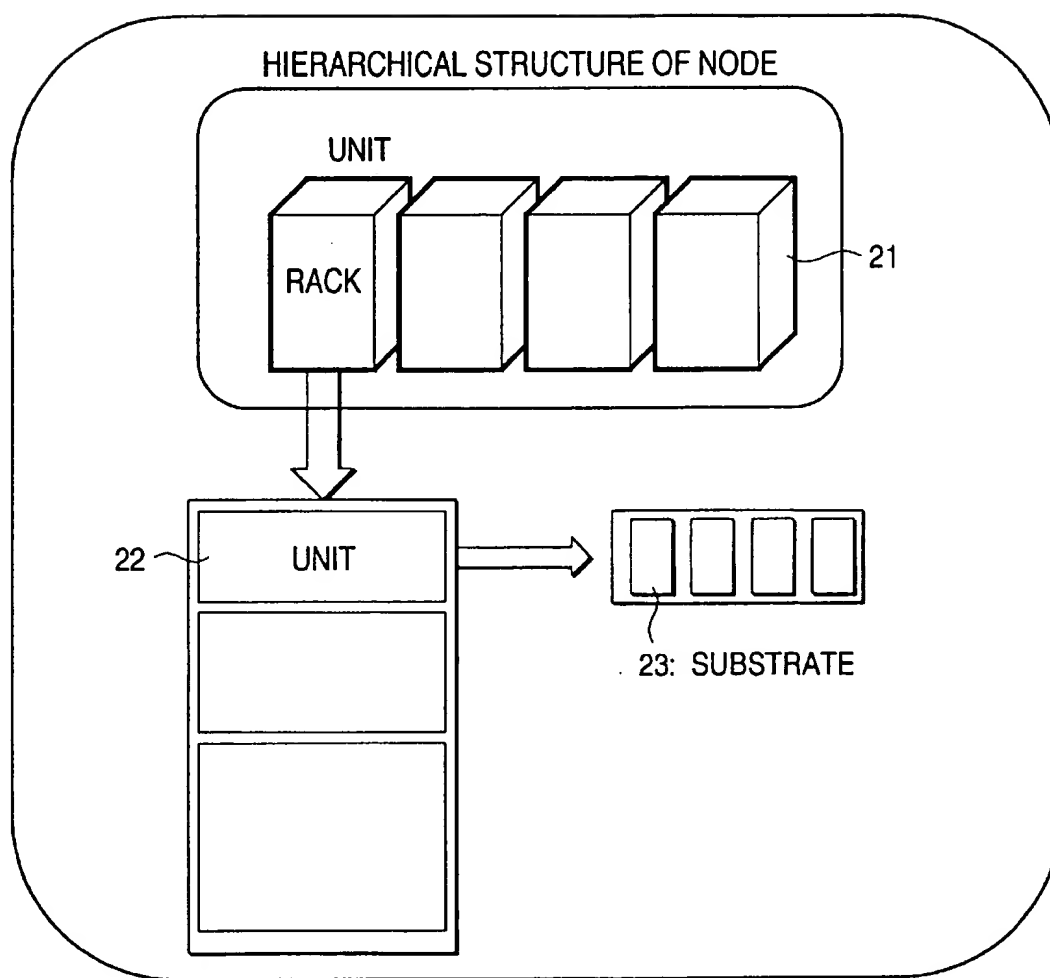 HIERARCHICAL STRUCTURE OF NODE
UNIT
RACK
21
22
UNIT
23: SUBSTRATE